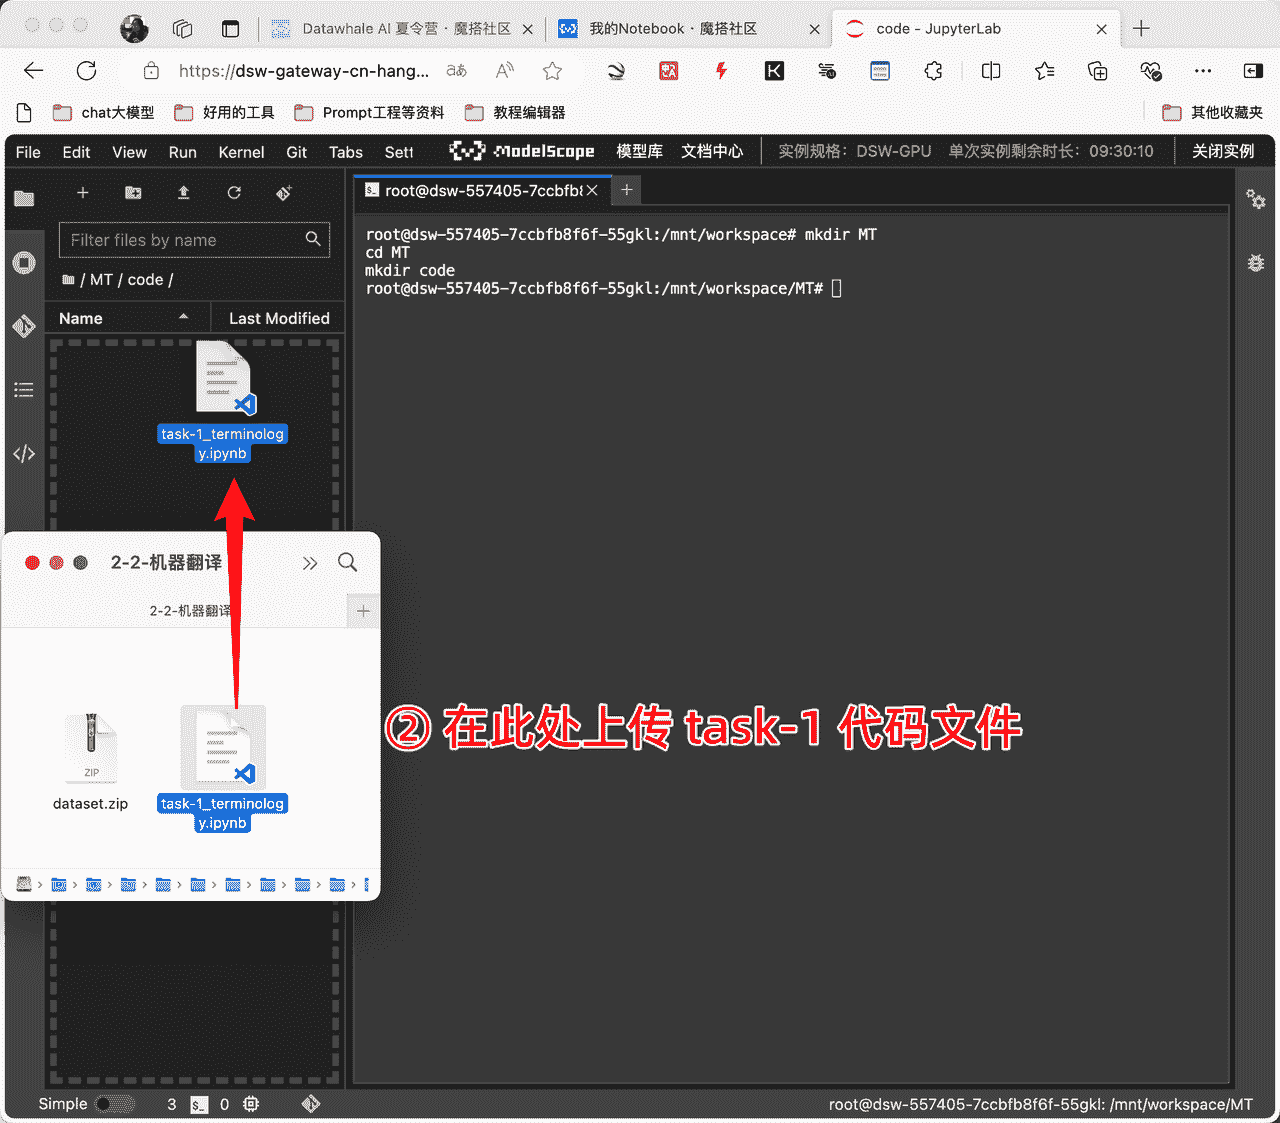 Datawhale AI 夏令营 · 魔搭社区
我的Notebook · 魔搭社区
code - JupyterLab
https://dsw-gateway-cn-hang...
chat大模型
好用的工具
Prompt工程等资料
教程编辑器
其他收藏夹
File Edit View Run Kernel Git Tabs Sett
ModelScope 模型库 文档中心
实例规格: DSW-GPU 单次实例剩余时长: 09:30:10
关闭实例
root@dsw-557405-7ccbfb8
Filter files by name
/ MT / code /
Name Last Modified
root@dsw-557405-7ccbfb8f6f-55gkl:/mnt/workspace# mkdir MT
cd MT
mkdir code
root@dsw-557405-7ccbfb8f6f-55gkl:/mnt/workspace/MT#
task-1_terminolog
y.ipynb
2-2-机器翻译
2-2-机器翻译
ZIP
dataset.zip
task-1_terminolog
y.ipynb
② 在此处上传 task-1 代码文件
Simple 3 $_ 0
root@dsw-557405-7ccbfb8f6f-55gkl: /mnt/workspace/MT